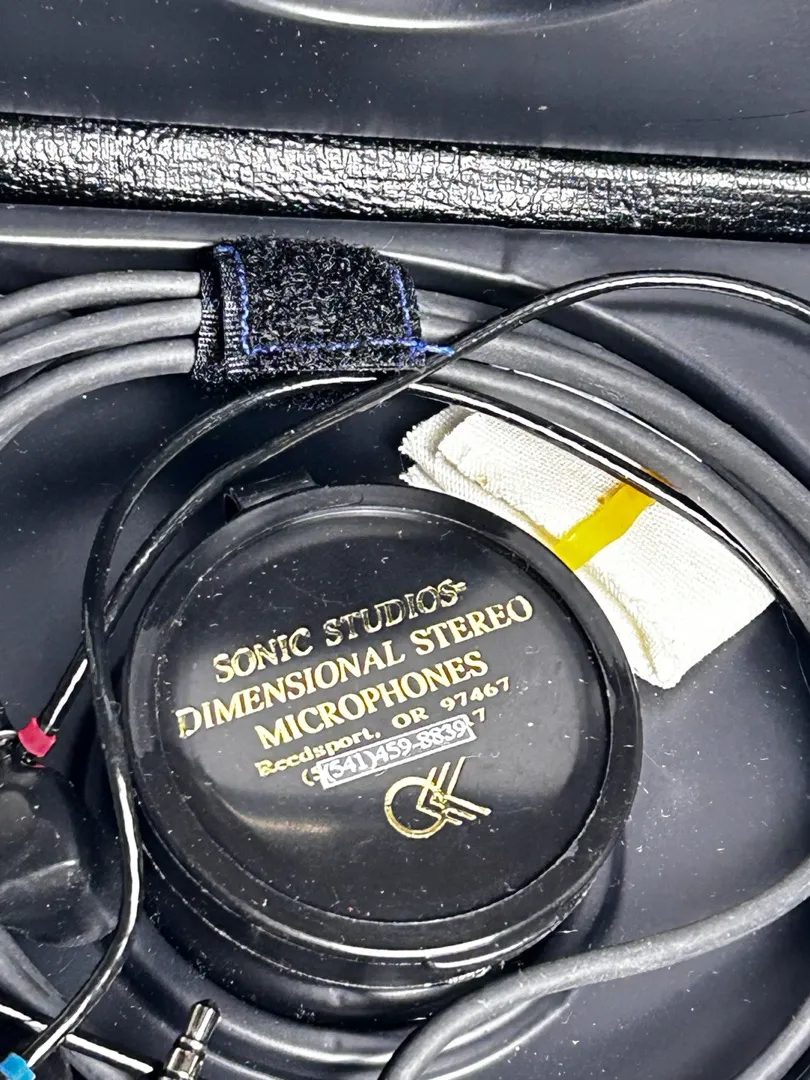 SONIC STUDIOS
DIMENSIONAL STEREO
MICROPHONES
Reedsport, OR 97467
(541)459-8839